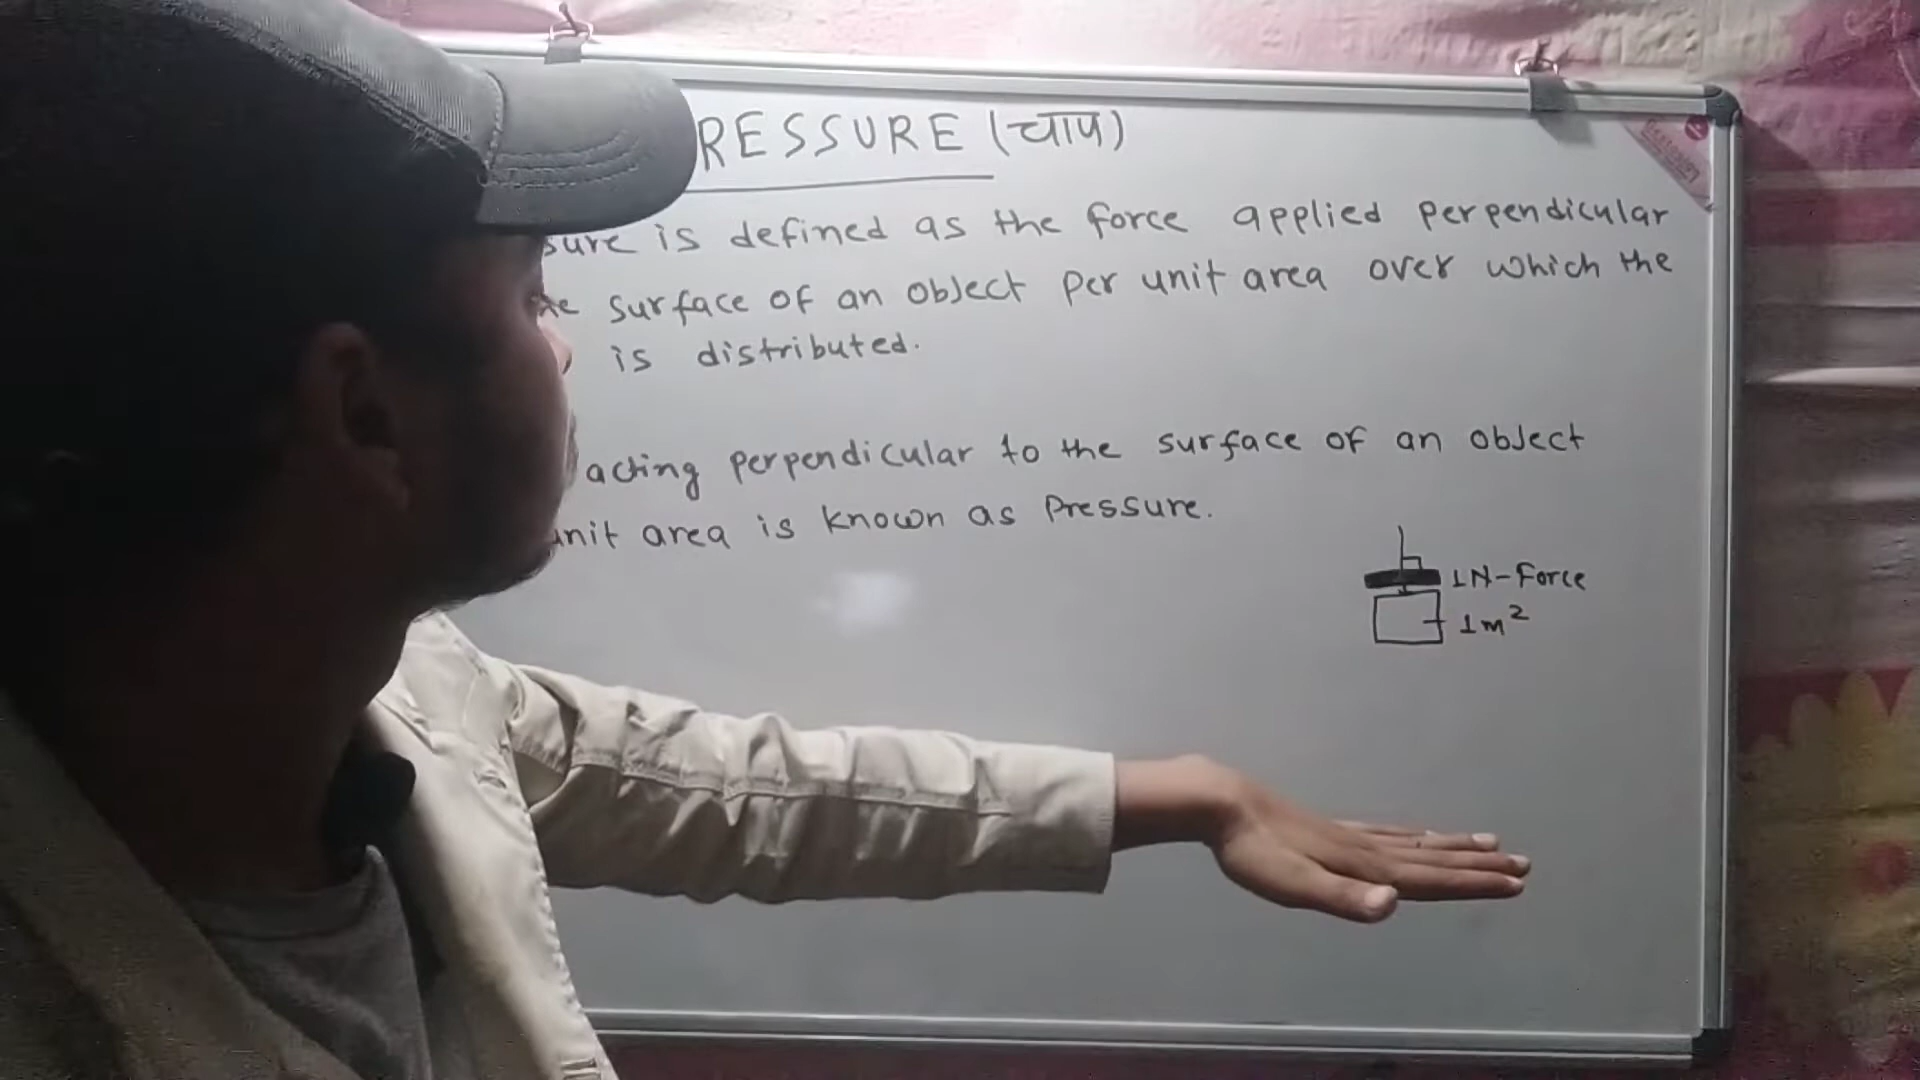 RESSURE (चाप)
sure is defined as the force applied perpendicular
surface of an object per unit area over which the
is distributed.
acting perpendicular to the surface of an object
unit area is known as Pressure.
1N-Force
1m²